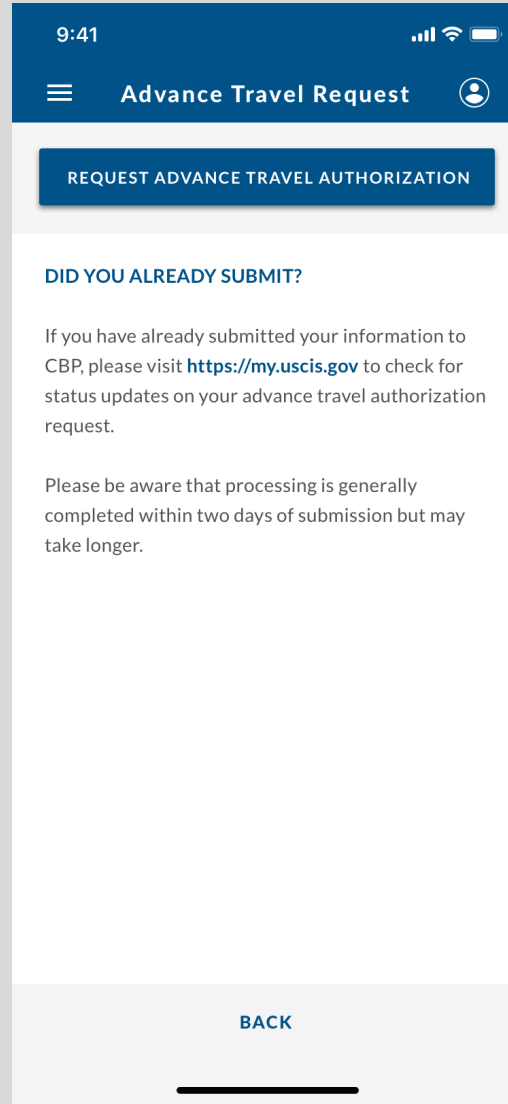 9:41
Advance Travel Request
REQUEST ADVANCE TRAVEL AUTHORIZATION
DID YOU ALREADY SUBMIT?
If you have already submitted your information to
CBP, please visit https://my.uscis.gov to check for
status updates on your advance travel authorization
request.
Please be aware that processing is generally
completed within two days of submission but may
take longer.
BACK